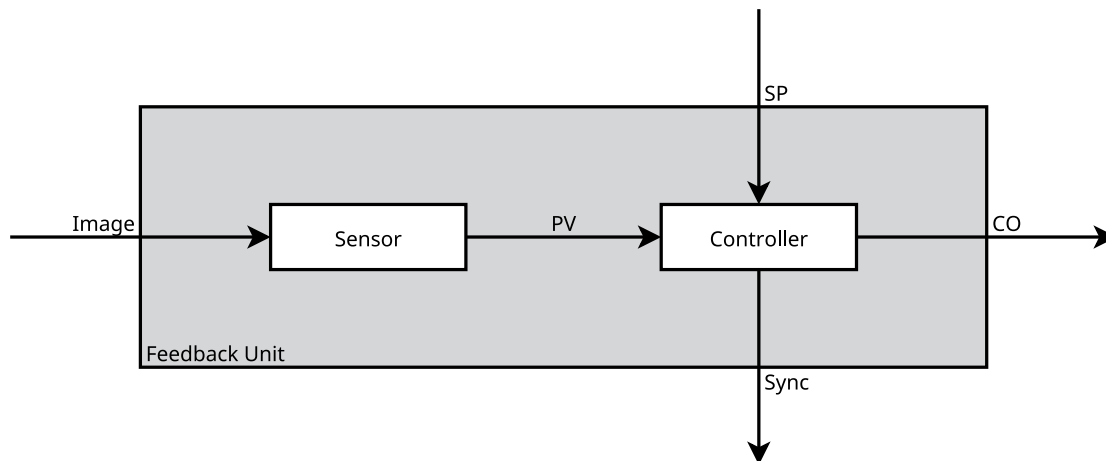 SP
Image
Sensor
PV
Controller
CO
Feedback Unit
Sync